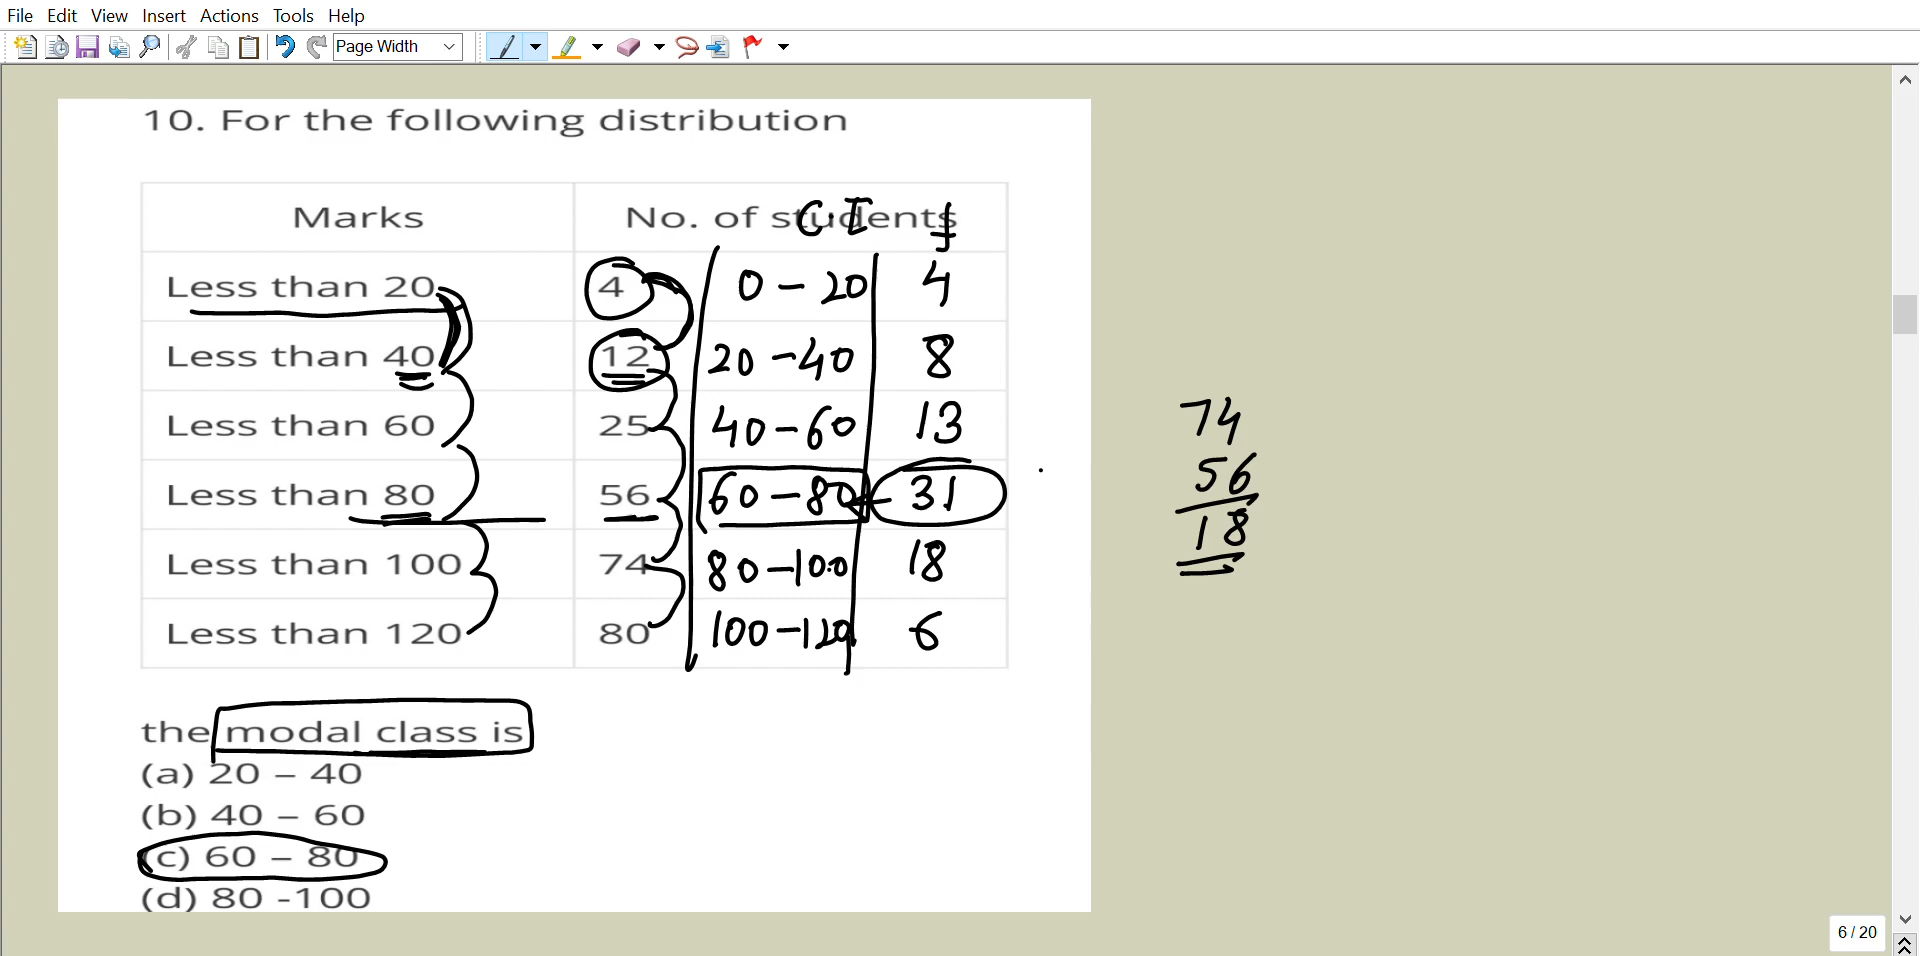 File Edit View Insert Actions Tools Help
Page Width
10. For the following distribution
Marks No. of students C.I f
Less than 20 4 0 - 20 4
Less than 40 12 20 - 40 8
Less than 60 25 40 - 60 13
Less than 80 56 60 - 80 31
Less than 100 74 80 - 100 18
Less than 120 80 100 - 120 6
74
56
18
the modal class is
(a) 20 – 40
(b) 40 – 60
(c) 60 – 80
(d) 80 -100
6 / 20